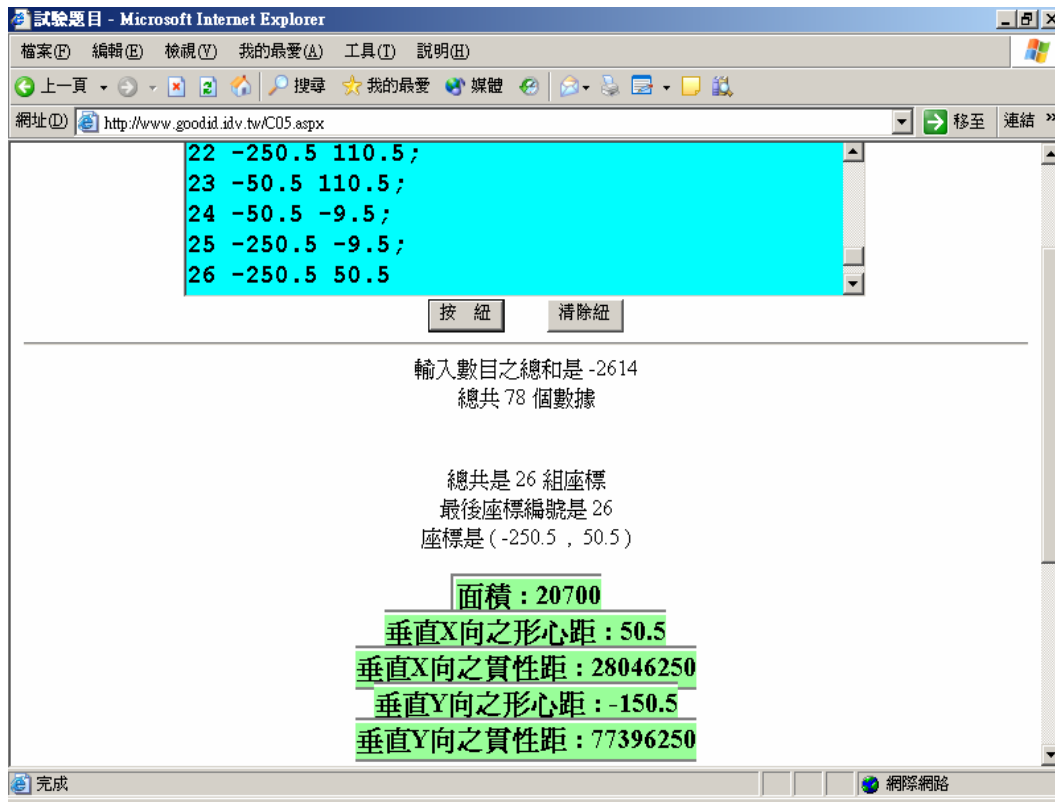 試驗題目 - Microsoft Internet Explorer
檔案(F) 編輯(E) 檢視(V) 我的最愛(A) 工具(T) 說明(H)
上一頁 搜尋 我的最愛 媒體
網址(D) http://www.goodid.idv.tw/C05.aspx 移至 連結 »
22 -250.5 110.5;
23 -50.5 110.5;
24 -50.5 -9.5;
25 -250.5 -9.5;
26 -250.5 50.5
按 紐 清除紐
輸入數目之總和是 -2614
總共 78 個數據
總共是 26 組座標
最後座標編號是 26
座標是 ( -250.5 , 50.5 )
面積：20700
垂直X向之形心距：50.5
垂直X向之貫性距：28046250
垂直Y向之形心距：-150.5
垂直Y向之貫性距：77396250
完成 網際網路